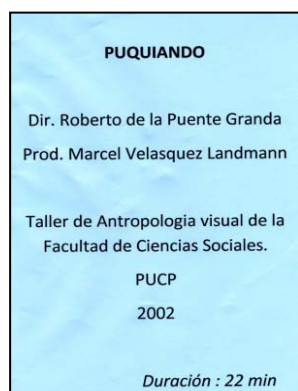 PUQUIANDO
Dir. Roberto de la Puente Granda
Prod. Marcel Velasquez Landmann
Taller de Antropologia visual de la
Facultad de Ciencias Sociales.
PUCP
2002
Duración : 22 min